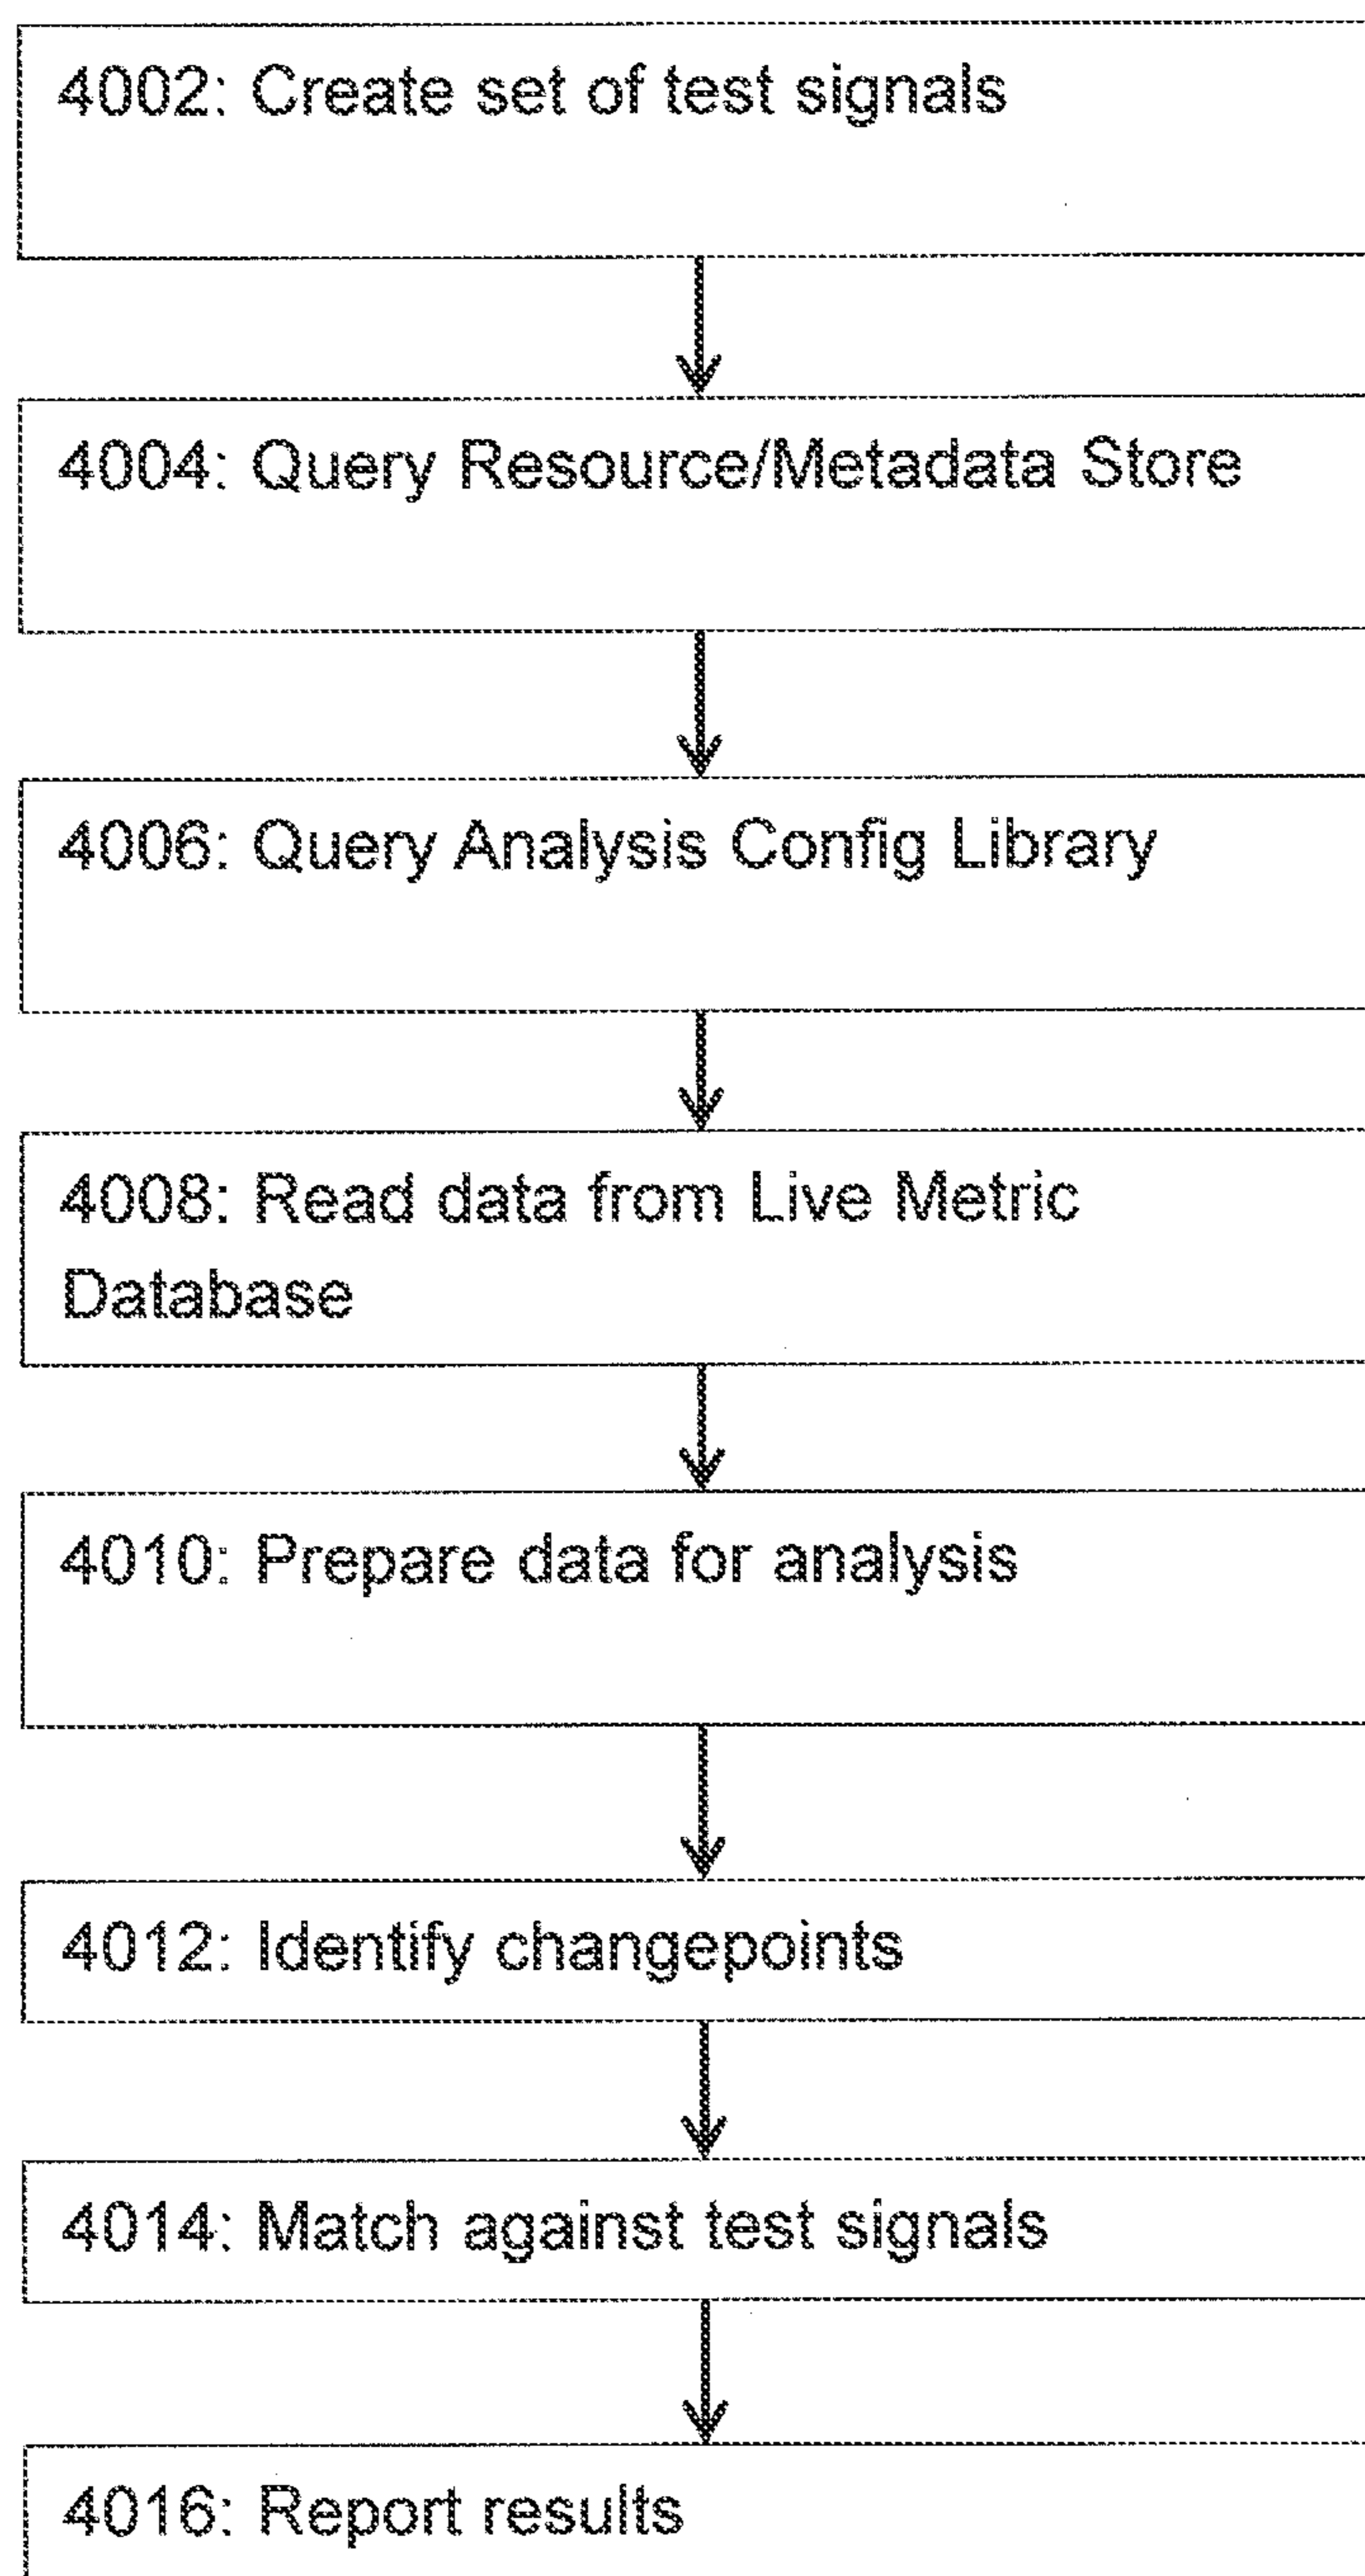 4002: Create set of test signals
4004: Query Resource/Metadata Store
4006: Query Analysis Config Library
4008: Read data from Live Metric
Database
4010: Prepare data for analysis
4012: Identify changepoints
4014: Match against test signals
4016: Report results